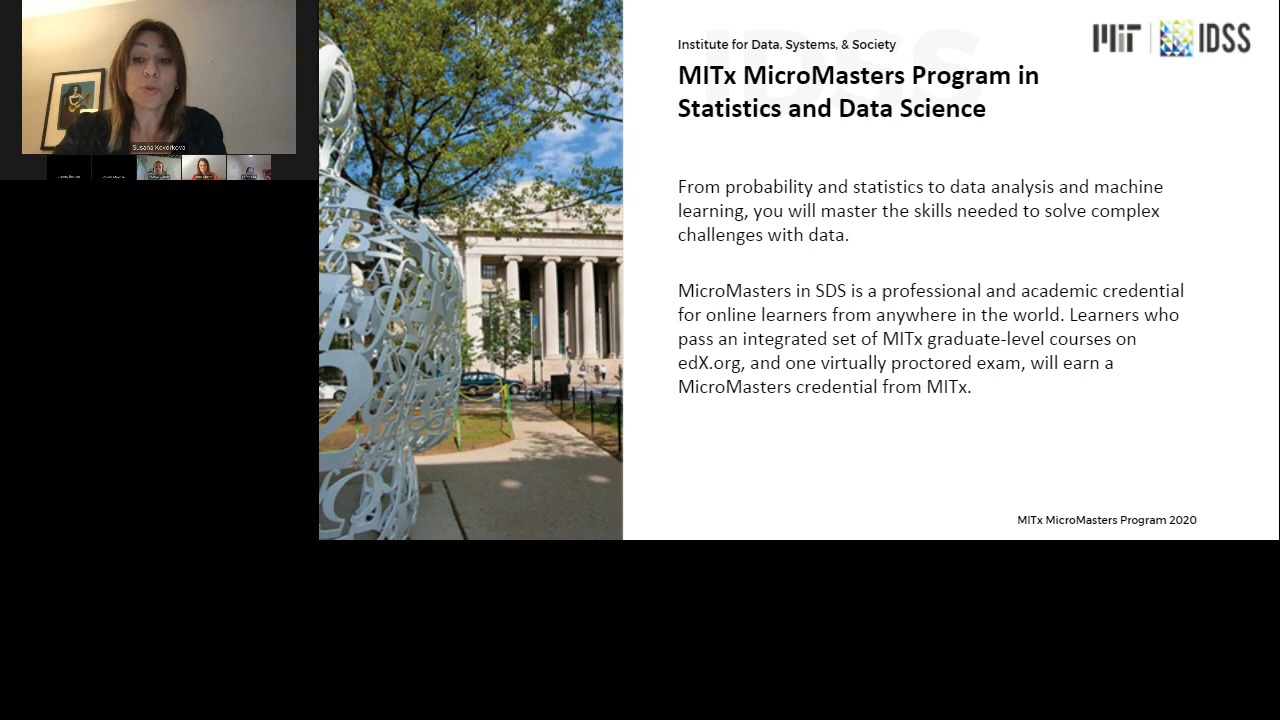 Susana Kevorkova
Institute for Data, Systems, & Society
MIT IDSS
MITx MicroMasters Program in
Statistics and Data Science
From probability and statistics to data analysis and machine
learning, you will master the skills needed to solve complex
challenges with data.
MicroMasters in SDS is a professional and academic credential
for online learners from anywhere in the world. Learners who
pass an integrated set of MITx graduate-level courses on
edX.org, and one virtually proctored exam, will earn a
MicroMasters credential from MITx.
MITx MicroMasters Program 2020